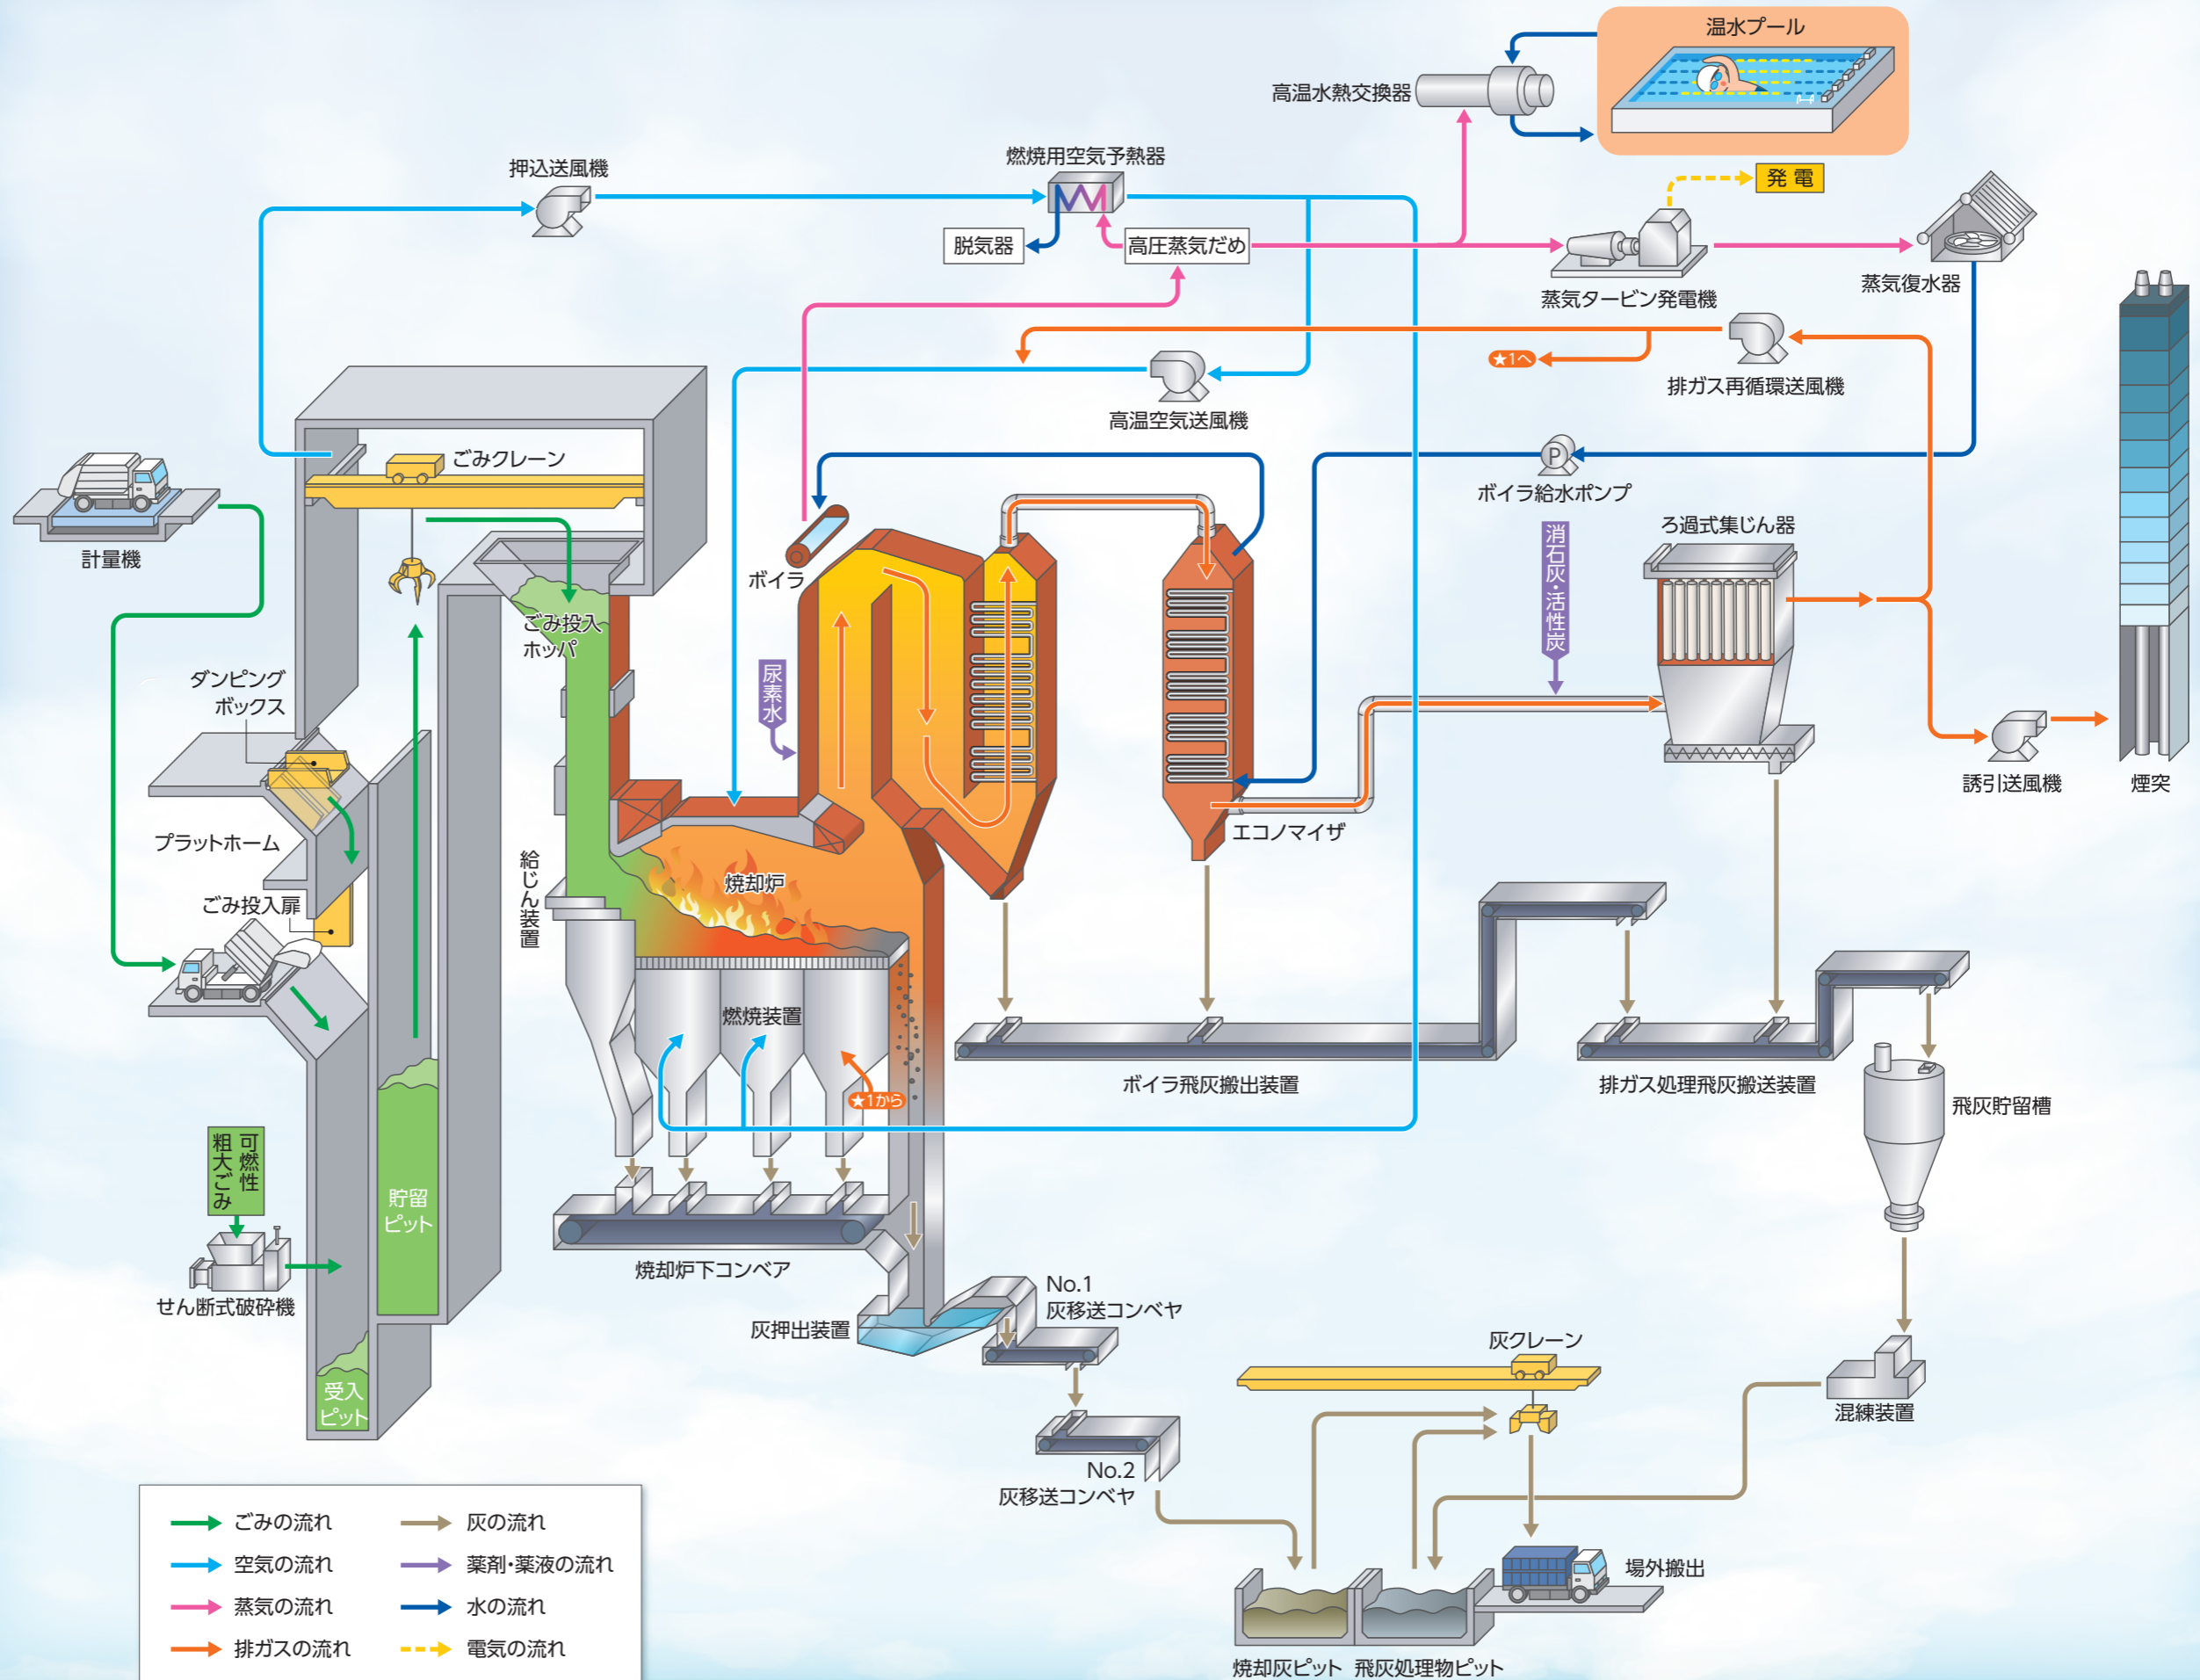 温水プール
高温水熱交換器
燃焼用空気予熱器
押込送風機
発電
脱気器
高圧蒸気だめ
蒸気タービン発電機
蒸気復水器
★1へ
排ガス再循環送風機
高温空気送風機
ごみクレーン
計量機
ボイラ給水ポンプ
P
ろ過式集じん器
消石灰・活性炭
ボイラ
ごみ投入
ホッパ
尿素水
ダンピング
ボックス
誘引送風機
煙突
プラットホーム
エコノマイザ
給じん装置
焼却炉
ごみ投入扉
燃焼装置
★1から
ボイラ飛灰搬出装置
排ガス処理飛灰搬送装置
飛灰貯留槽
可燃性
粗大ごみ
貯留
ピット
せん断式破砕機
焼却炉下コンベア
No.1
灰移送コンベヤ
灰押出装置
灰クレーン
受入
ピット
混練装置
No.2
灰移送コンベヤ
場外搬出
焼却灰ピット
飛灰処理物ピット
ごみの流れ
灰の流れ
空気の流れ
薬剤・薬液の流れ
蒸気の流れ
水の流れ
排ガスの流れ
電気の流れ